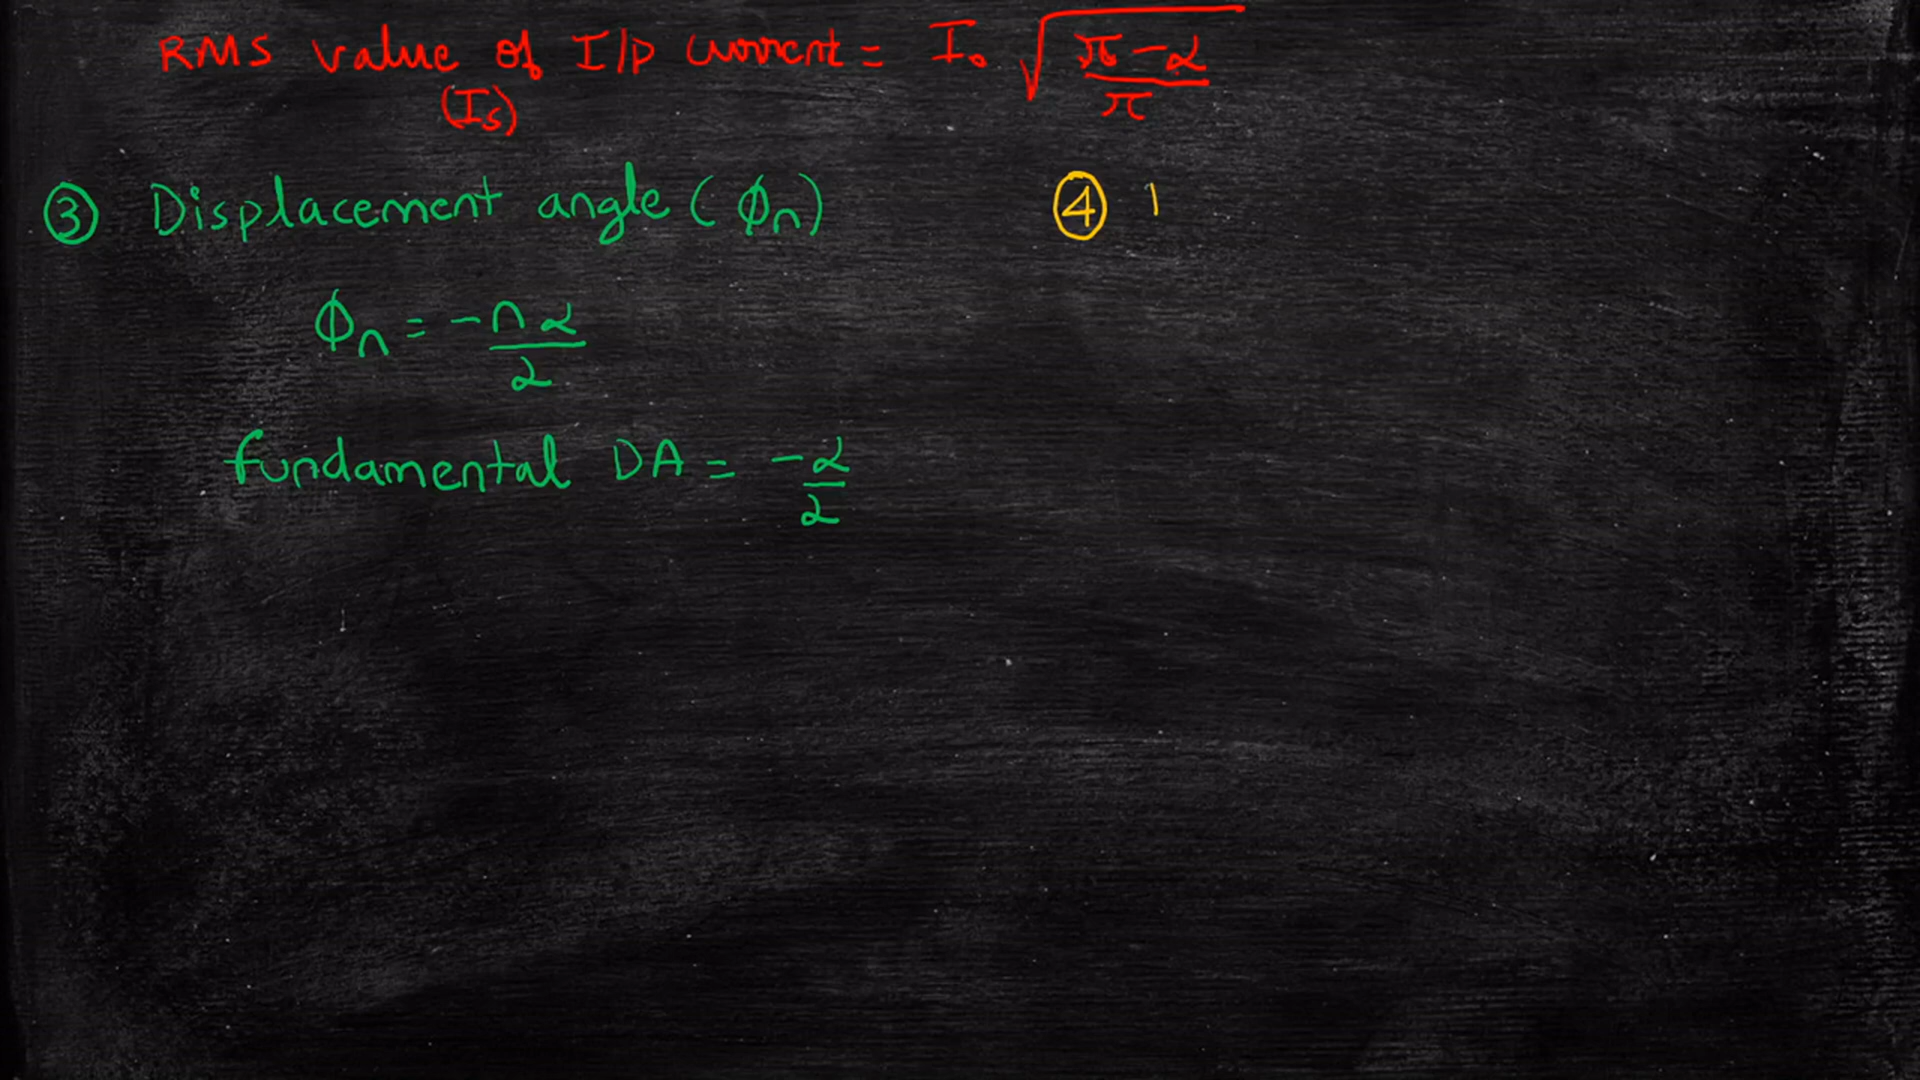 RMS value of I/P current = I₀ √((π-α)/π)
(Is)
③ Displacement angle (ϕn)
④
ϕn = -nα/2
fundamental DA = -α/2